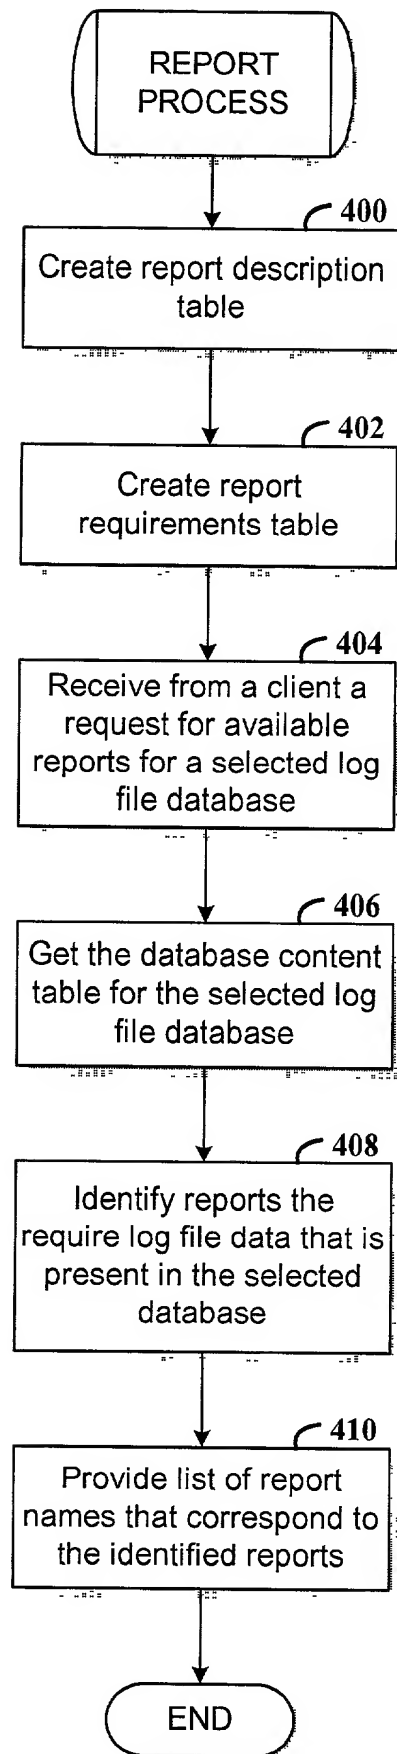 REPORT
PROCESS
400
Create report description
table
402
Create report
requirements table
404
Receive from a client a
request for available
reports for a selected log
file database
406
Get the database content
table for the selected log
file database
408
Identify reports the
require log file data that is
present in the selected
database
410
Provide list of report
names that correspond to
the identified reports
END